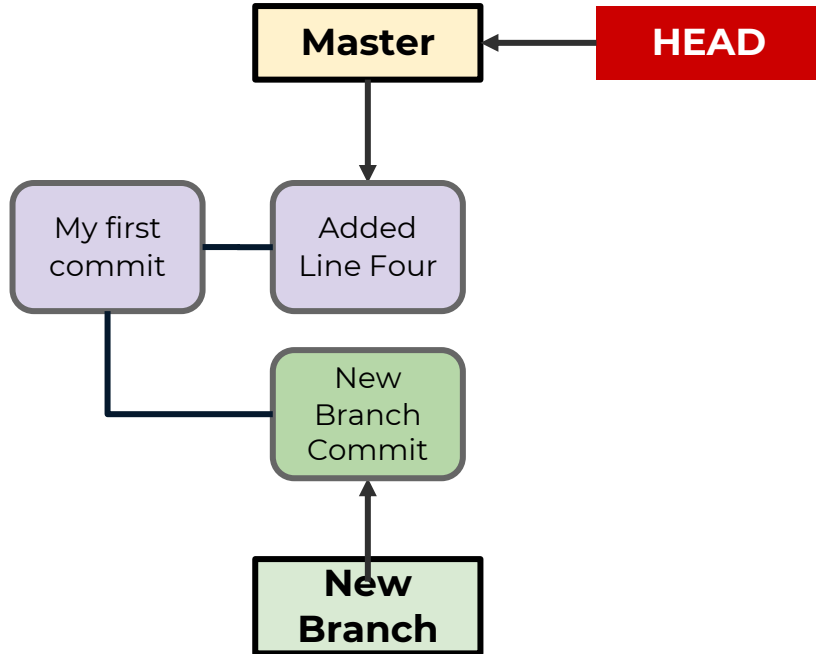 Master
HEAD
My first
commit
Added
Line Four
New
Branch
Commit
New
Branch